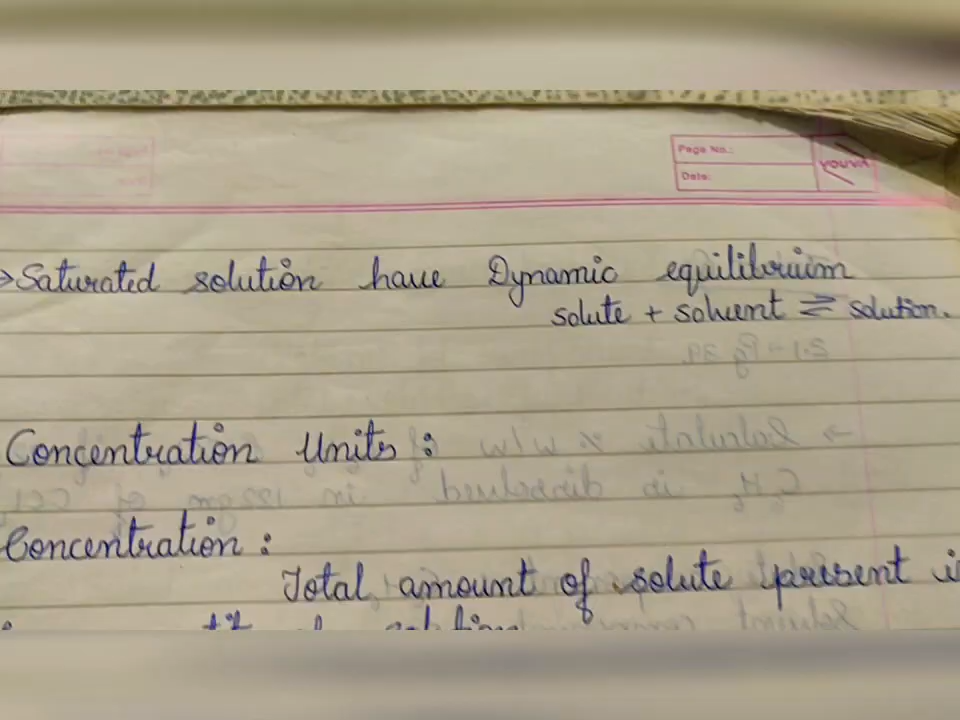 Page No.:
Date:
YOUVA
→ Saturated solution have Dynamic equilibrium
solute + solvent ⇌ solution.
Concentration Units :
Concentration :
Total amount of solute present